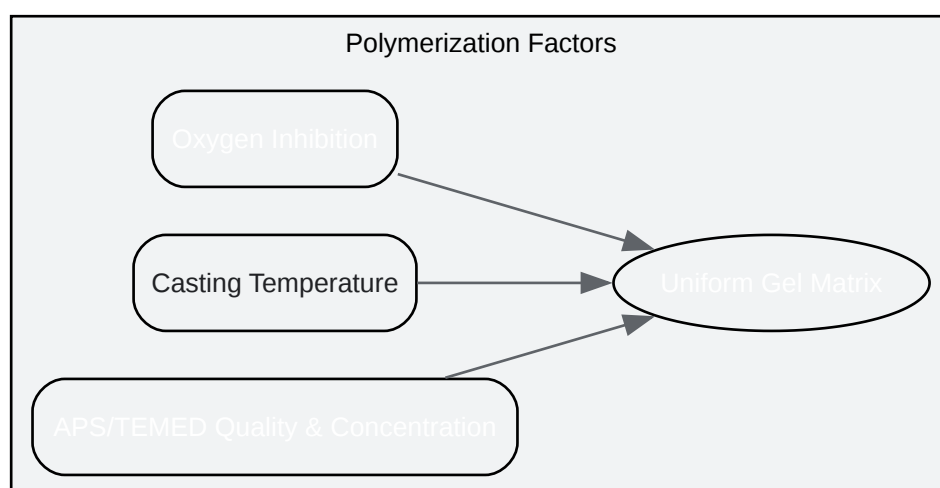 Polymerization Factors
Oxygen Inhibition
Casting Temperature
Uniform Gel Matrix
APS/TEMED Quality & Concentration